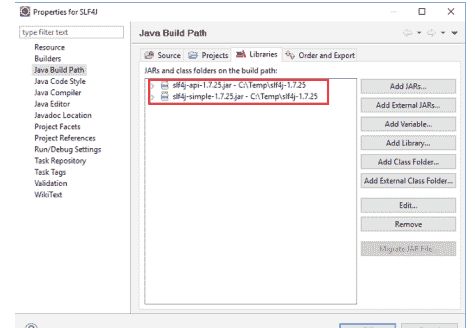 Properties for SLF4J
type filter text
Resource
Builders
Java Build Path
Java Code Style
Java Compiler
Java Editor
Javadoc Location
Project Facets
Project References
Run/Debug Settings
Task Repository
Task Tags
Validation
WikiText
Java Build Path
Source Projects Libraries Order and Export
JARs and class folders on the build path:
slf4j-api-1.7.25.jar - C:\Temp\slf4j-1.7.25
slf4j-simple-1.7.25.jar - C:\Temp\slf4j-1.7.25
Add JARs...
Add External JARs...
Add Variable...
Add Library...
Add Class Folder...
Add External Class Folder...
Edit...
Remove
Migrate JAR File...